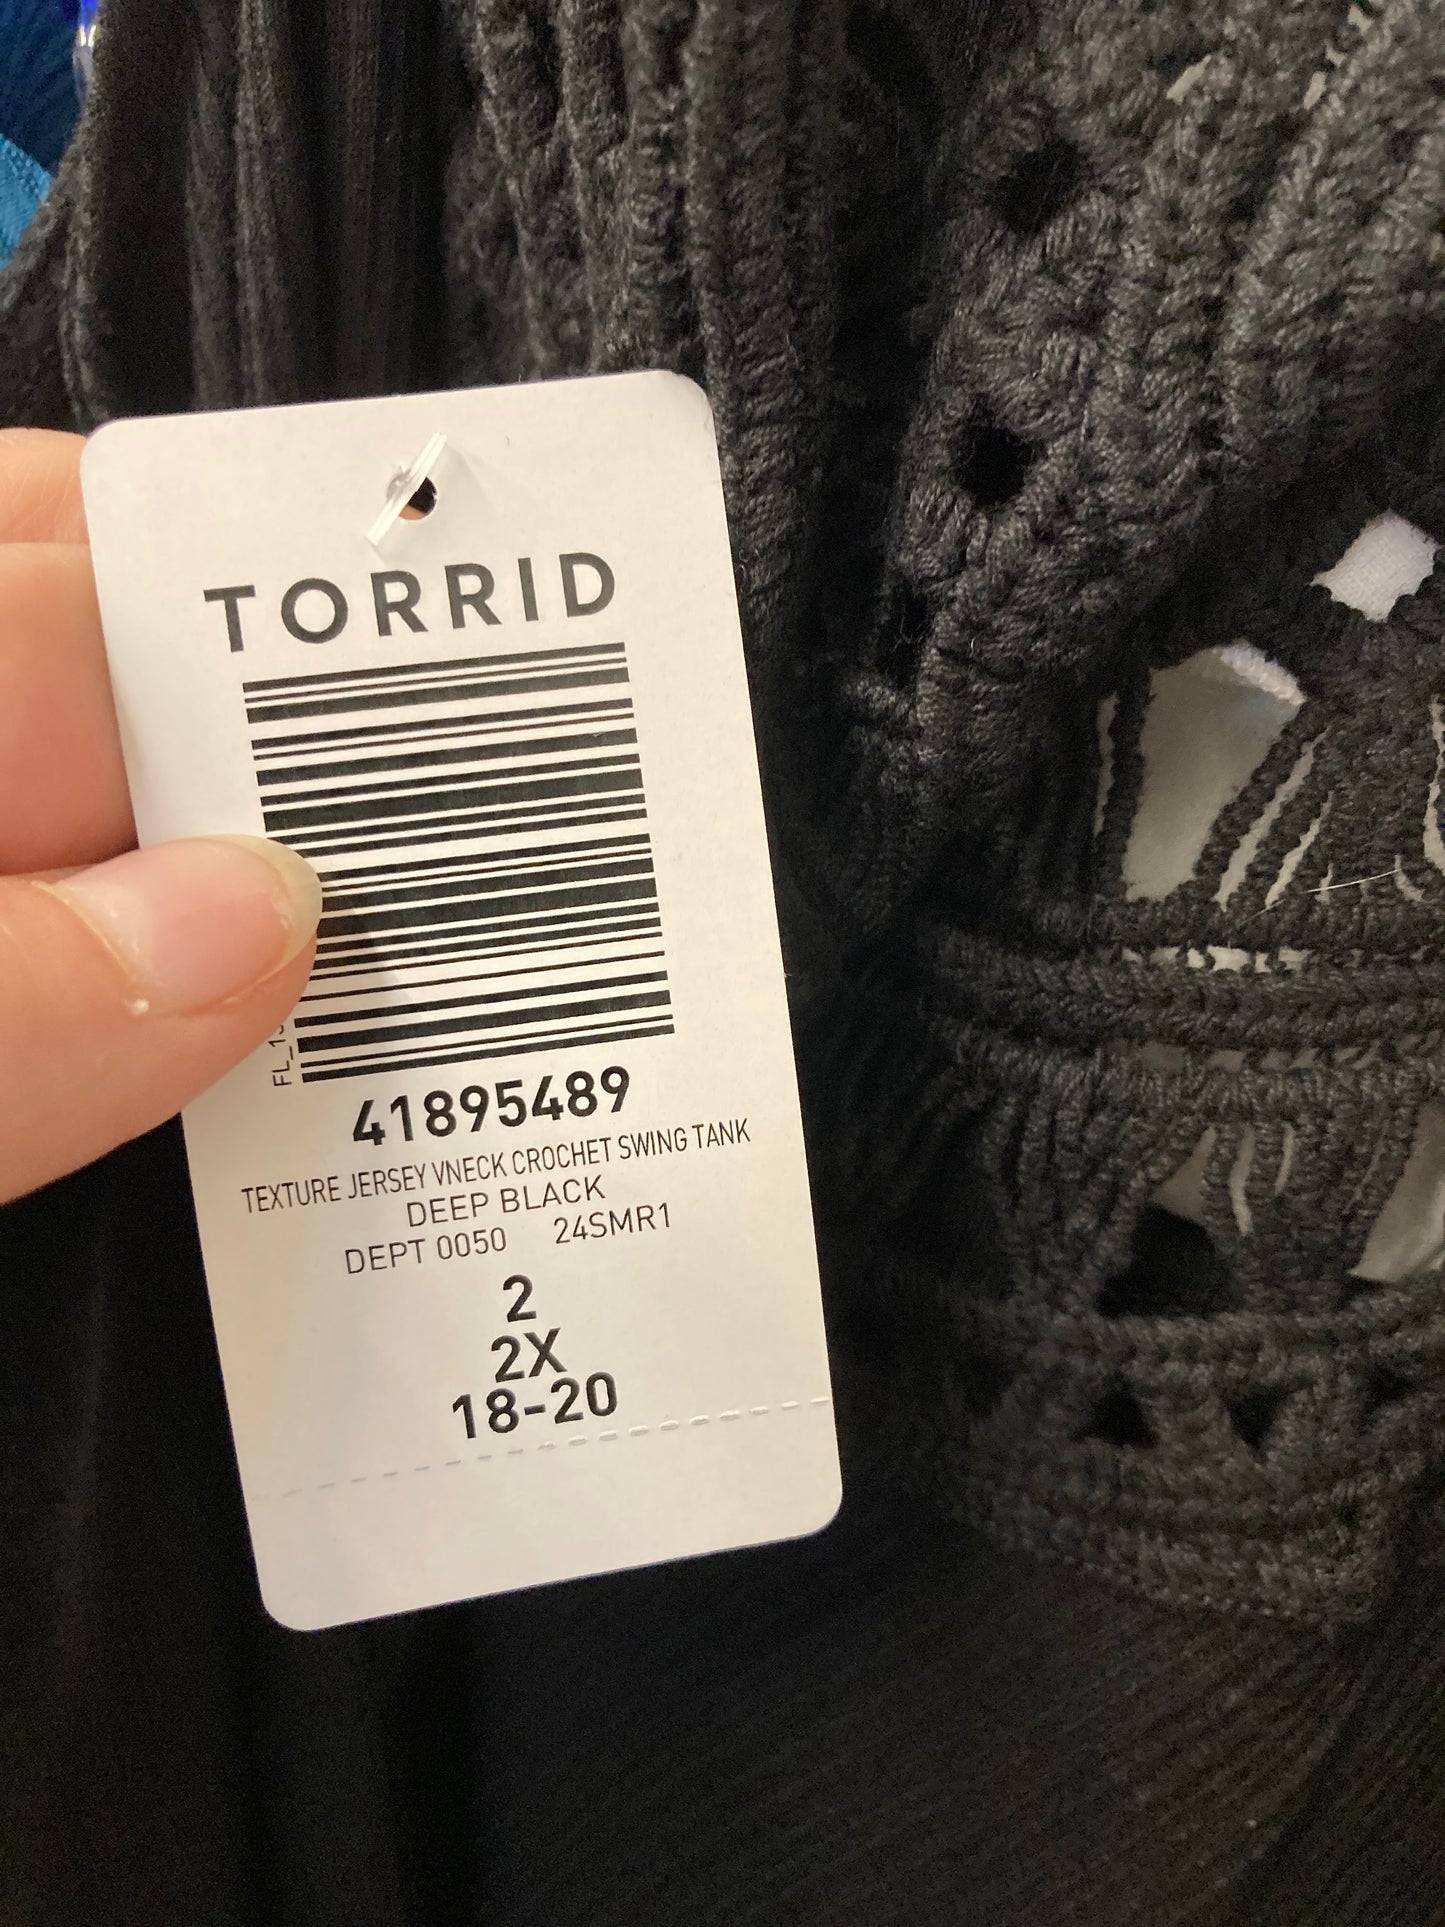 TORRID
41895489
TEXTURE JERSEY VNECK CROCHET SWING TANK
DEEP BLACK
DEPT 0050 24SMR1
2
2X
18-20